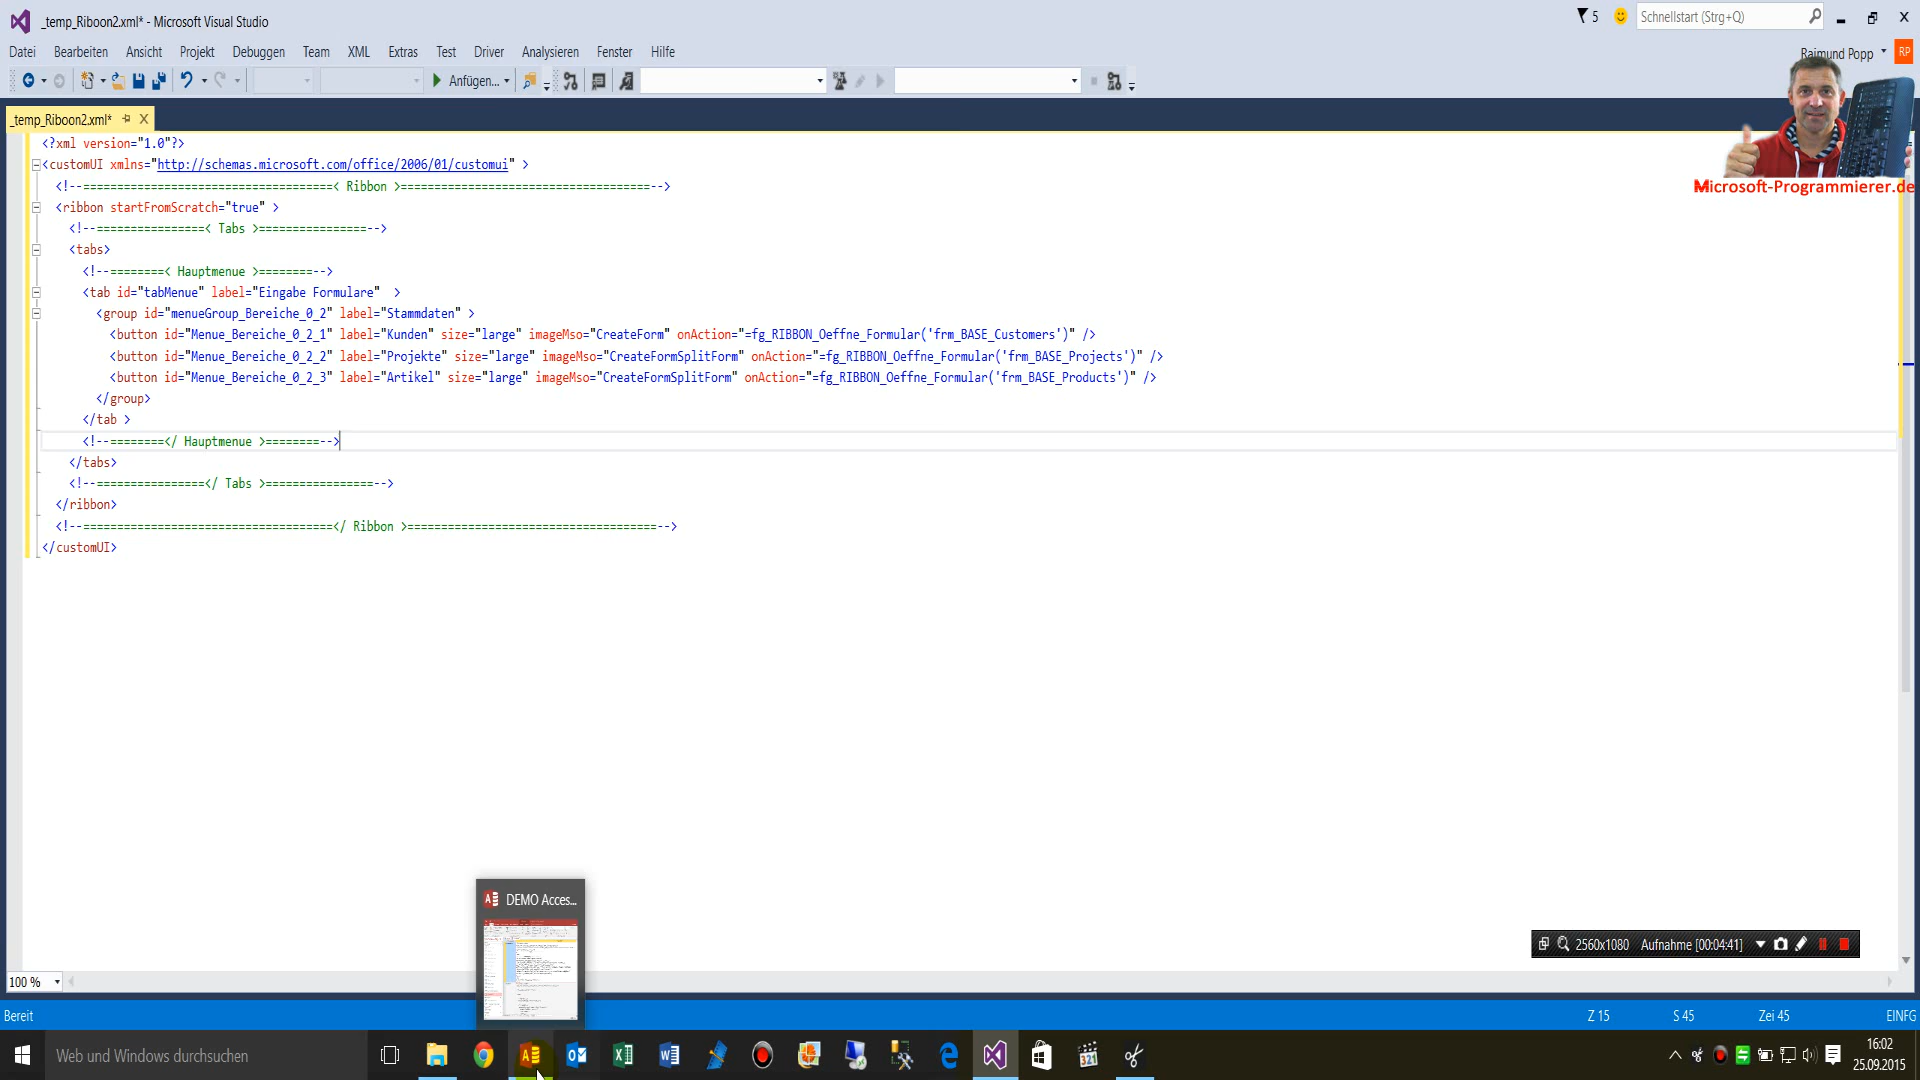 _temp_Riboon2.xml* - Microsoft Visual Studio
5
Schnellstart (Strg+Q)
Datei Bearbeiten Ansicht Projekt Debuggen Team XML Extras Test Driver Analysieren Fenster Hilfe
Raimund Popp
RP
Anfügen...
_temp_Riboon2.xml*
<?xml version="1.0"?>
<customUI xmlns="http://schemas.microsoft.com/office/2006/01/customui" >
<!--=====================================< Ribbon >=====================================-->
<ribbon startFromScratch="true" >
<!--================< Tabs >================-->
<tabs>
<!--========< Hauptmenue >========-->
<tab id="tabMenue" label="Eingabe Formulare"  >
<group id="menueGroup_Bereiche_0_2" label="Stammdaten" >
<button id="Menue_Bereiche_0_2_1" label="Kunden" size="large" imageMso="CreateForm" onAction="=fg_RIBBON_Oeffne_Formular('frm_BASE_Customers')" />
<button id="Menue_Bereiche_0_2_2" label="Projekte" size="large" imageMso="CreateFormSplitForm" onAction="=fg_RIBBON_Oeffne_Formular('frm_BASE_Projects')" />
<button id="Menue_Bereiche_0_2_3" label="Artikel" size="large" imageMso="CreateFormSplitForm" onAction="=fg_RIBBON_Oeffne_Formular('frm_BASE_Products')" />
</group>
</tab >
<!--========</ Hauptmenue >========-->
</tabs>
<!--================</ Tabs >================-->
</ribbon>
<!--=====================================</ Ribbon >=====================================-->
</customUI>
Microsoft-Programmierer.de
DEMO Acces...
2560x1080 Aufnahme [00:04:41]
100 %
Bereit
Z 15 S 45 Zei 45 EINFG
Web und Windows durchsuchen
321
16:02
25.09.2015